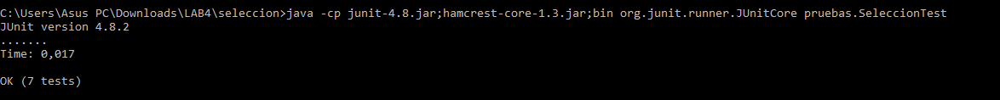 C:\Users\Asus PC\Downloads\LAB4\seleccion>java -cp junit-4.8.jar;hamcrest-core-1.3.jar;bin org.junit.runner.JUnitCore pruebas.SeleccionTest
JUnit version 4.8.2
.......
Time: 0,017
OK (7 tests)